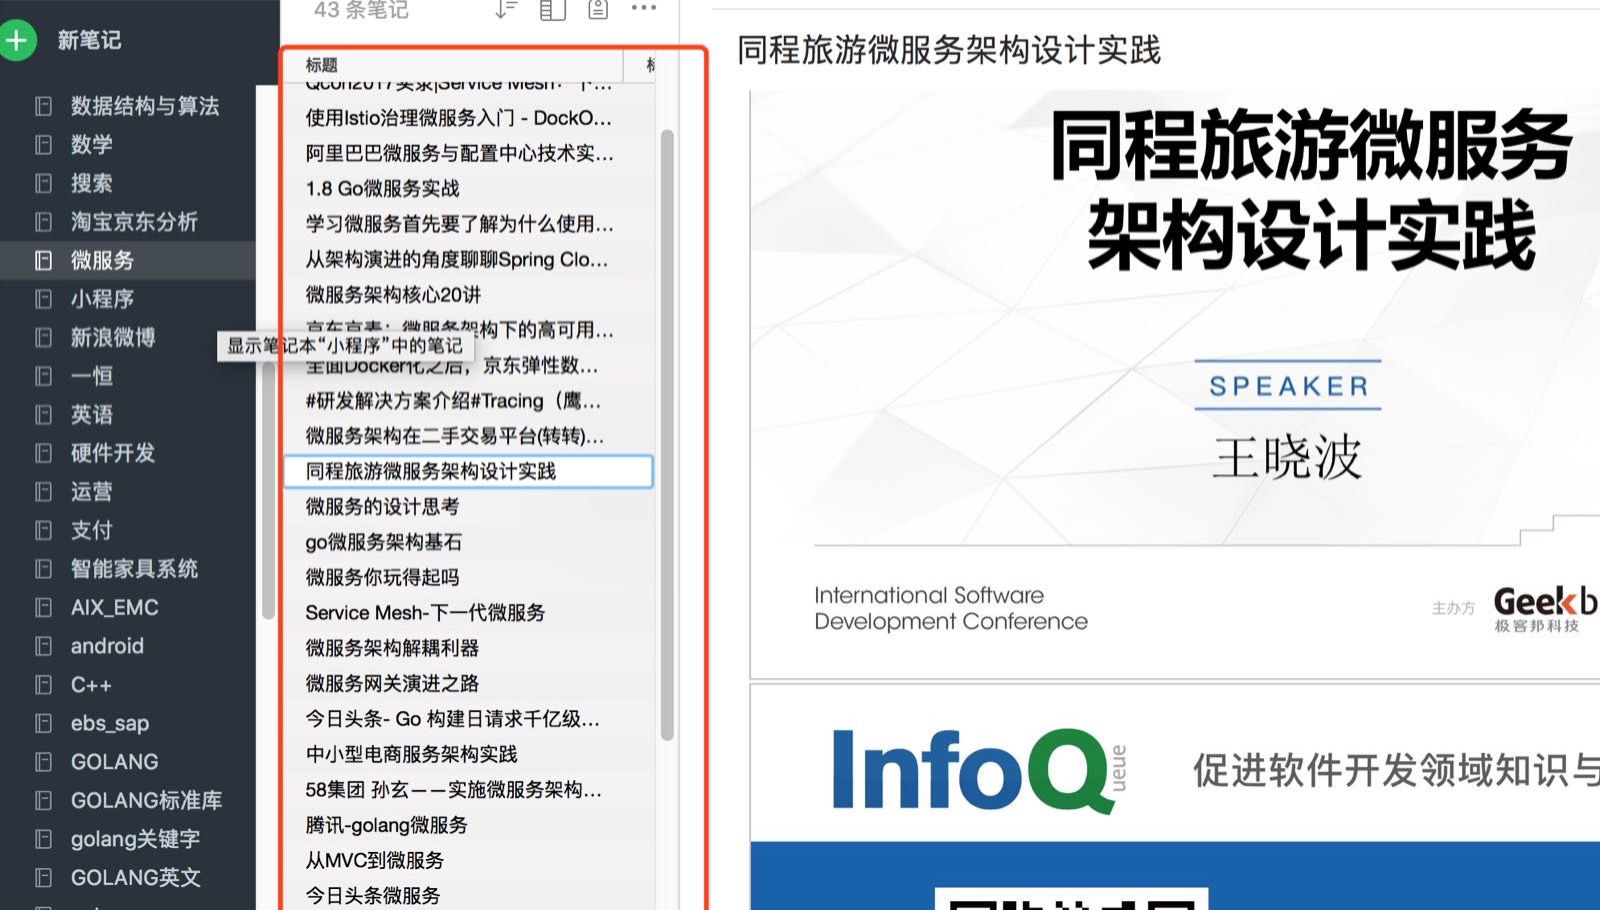 新笔记
数据结构与算法
数学
搜索
淘宝京东分析
微服务
小程序
新浪微博
一恒
英语
硬件开发
运营
支付
智能家具系统
AIX_EMC
android
C++
ebs_sap
GOLANG
GOLANG标准库
golang关键字
GOLANG英文
43 条笔记
标题
使用Istio治理微服务入门 - DockO...
阿里巴巴微服务与配置中心技术实...
1.8 Go微服务实战
学习微服务首先要了解为什么使用...
从架构演进的角度聊聊Spring Clo...
微服务架构核心20讲
京东京麦：微服务架构下的高可用...
显示笔记本“小程序”中的笔记
全面Docker化之后，京东弹性数...
#研发解决方案介绍#Tracing（鹰...
微服务架构在二手交易平台(转转)...
同程旅游微服务架构设计实践
微服务的设计思考
go微服务架构基石
微服务你玩得起吗
Service Mesh-下一代微服务
微服务架构解耦利器
微服务网关演进之路
今日头条- Go 构建日请求千亿级...
中小型电商服务架构实践
58集团 孙玄——实施微服务架构...
腾讯-golang微服务
从MVC到微服务
今日头条微服务
同程旅游微服务架构设计实践
同程旅游微服务
架构设计实践
SPEAKER
王晓波
International Software
Development Conference
主办方
Geekb
极客邦科技
InfoQueue
促进软件开发领域知识与